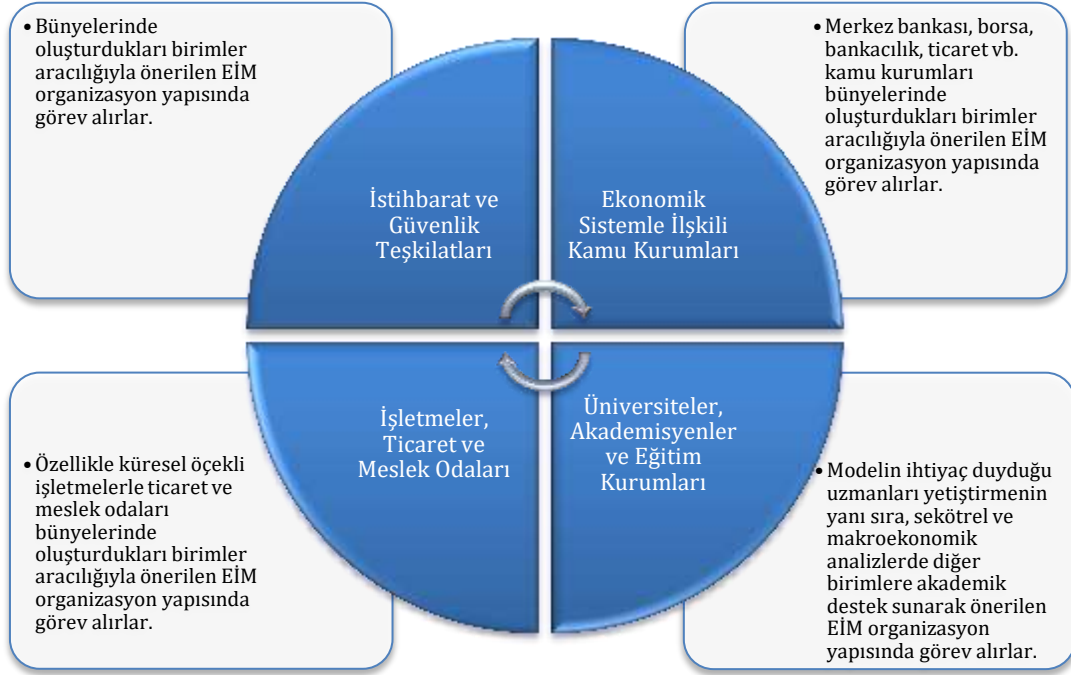 • Bünyelerinde
oluşturdukları birimler
aracılığıyla önerilen EİM
organizasyon yapısında
görev alırlar.
• Merkez bankası, borsa,
bankacılık, ticaret vb.
kamu kurumları
bünyelerinde
oluşturdukları birimler
aracılığıyla önerilen EİM
organizasyon yapısında
görev alırlar.
İstihbarat ve
Güvenlik
Teşkilatları
Ekonomik
Sistemle İlşkili
Kamu Kurumları
İşletmeler,
Ticaret ve
Meslek Odaları
Üniversiteler,
Akademisyenler
ve Eğitim
Kurumları
• Özellikle küresel öçekli
işletmelerle ticaret ve
meslek odaları
bünyelerinde
oluşturdukları birimler
aracılığıyla önerilen EİM
organizasyon yapısında
görev alırlar.
• Modelin ihtiyaç duyduğu
uzmanları yetiştirmenin
yanı sıra, sekötrel ve
makroekonomik
analizlerde diğer
birimlere akademik
destek sunarak önerilen
EİM organizasyon
yapısında görev alırlar.